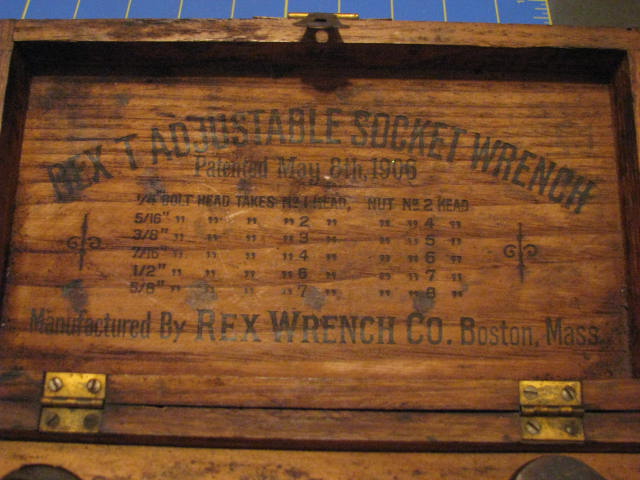 REX T ADJUSTABLE SOCKET WRENCH
Patented May 8th, 1906
1/4" BOLT HEAD TAKES No 1 HEAD, NUT No 2 HEAD
5/16" " " " 2 " " 4 "
3/8" " " " 3 " " 5 "
7/16" " " " 4 " " 6 "
1/2" " " " 6 " " 7 "
5/8" " " " 7 " " 8 "
Manufactured By REX WRENCH CO. Boston, Mass.